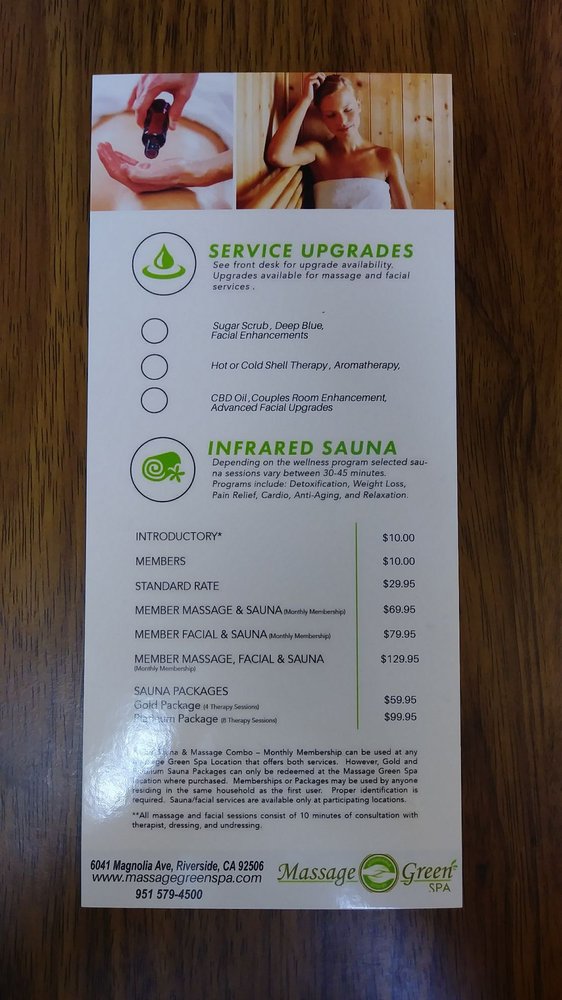 SERVICE UPGRADES
See front desk for upgrade availability.
Upgrades available for massage and facial
services .
Sugar Scrub, Deep Blue,
Facial Enhancements
Hot or Cold Shell Therapy, Aromatherapy,
CBD Oil, Couples Room Enhancement,
Advanced Facial Upgrades
INFRARED SAUNA
Depending on the wellness program selected sau-
na sessions vary between 30-45 minutes.
Programs include: Detoxification, Weight Loss,
Pain Relief, Cardio, Anti-Aging, and Relaxation.
INTRODUCTORY* $10.00
MEMBERS $10.00
STANDARD RATE $29.95
MEMBER MASSAGE & SAUNA (Monthly Membership) $69.95
MEMBER FACIAL & SAUNA (Monthly Membership) $79.95
MEMBER MASSAGE, FACIAL & SAUNA $129.95
(Monthly Membership)
SAUNA PACKAGES
Gold Package (4 Therapy Sessions) $59.95
Platinum Package (8 Therapy Sessions) $99.95
Sauna & Massage Combo – Monthly Membership can be used at any
Massage Green Spa Location that offers both services. However, Gold and
Platinum Sauna Packages can only be redeemed at the Massage Green Spa
location where purchased. Memberships or Packages may be used by anyone
residing in the same household as the first user. Proper identification is
required. Sauna/facial services are available only at participating locations.
**All massage and facial sessions consist of 10 minutes of consultation with
therapist, dressing, and undressing.
6041 Magnolia Ave, Riverside, CA 92506
www.massagegreenspa.com
951 579-4500
Massage Green
SPA